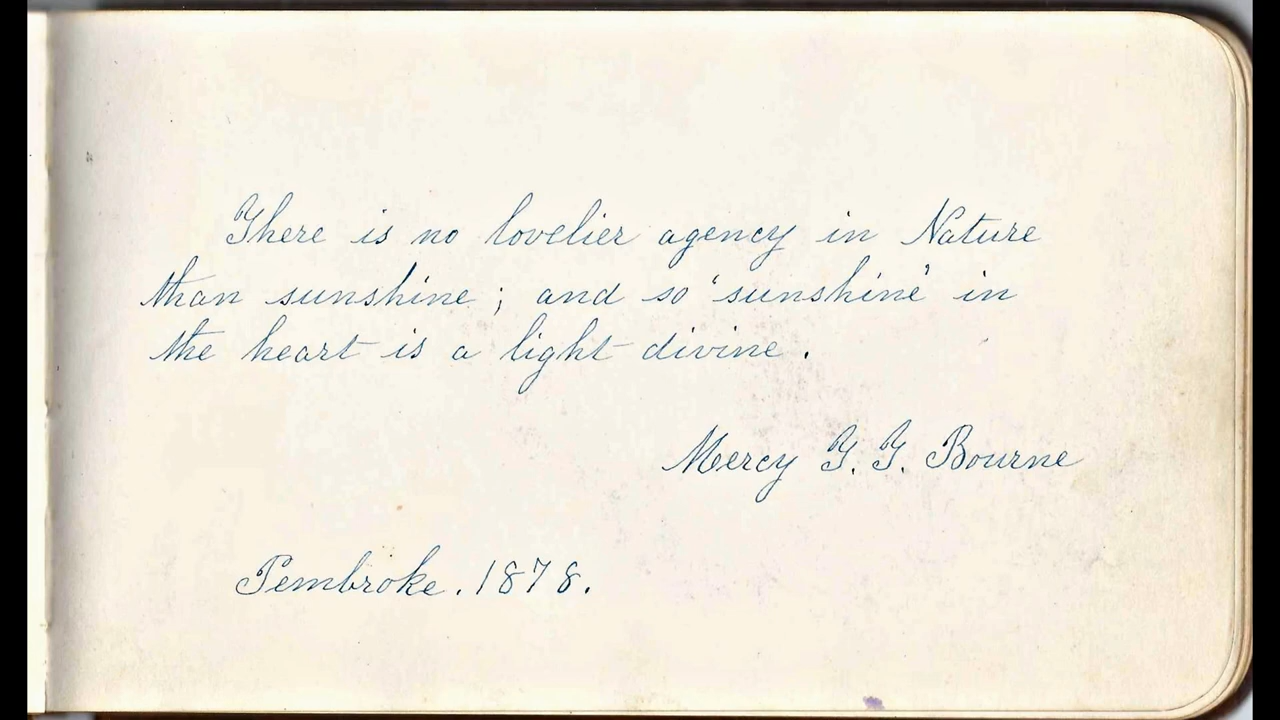 There is no lovelier agency in Nature
than sunshine ; and so 'sunshine' in
the heart is a light divine.
Mercy J. J. Bourne
Pembroke. 1878.